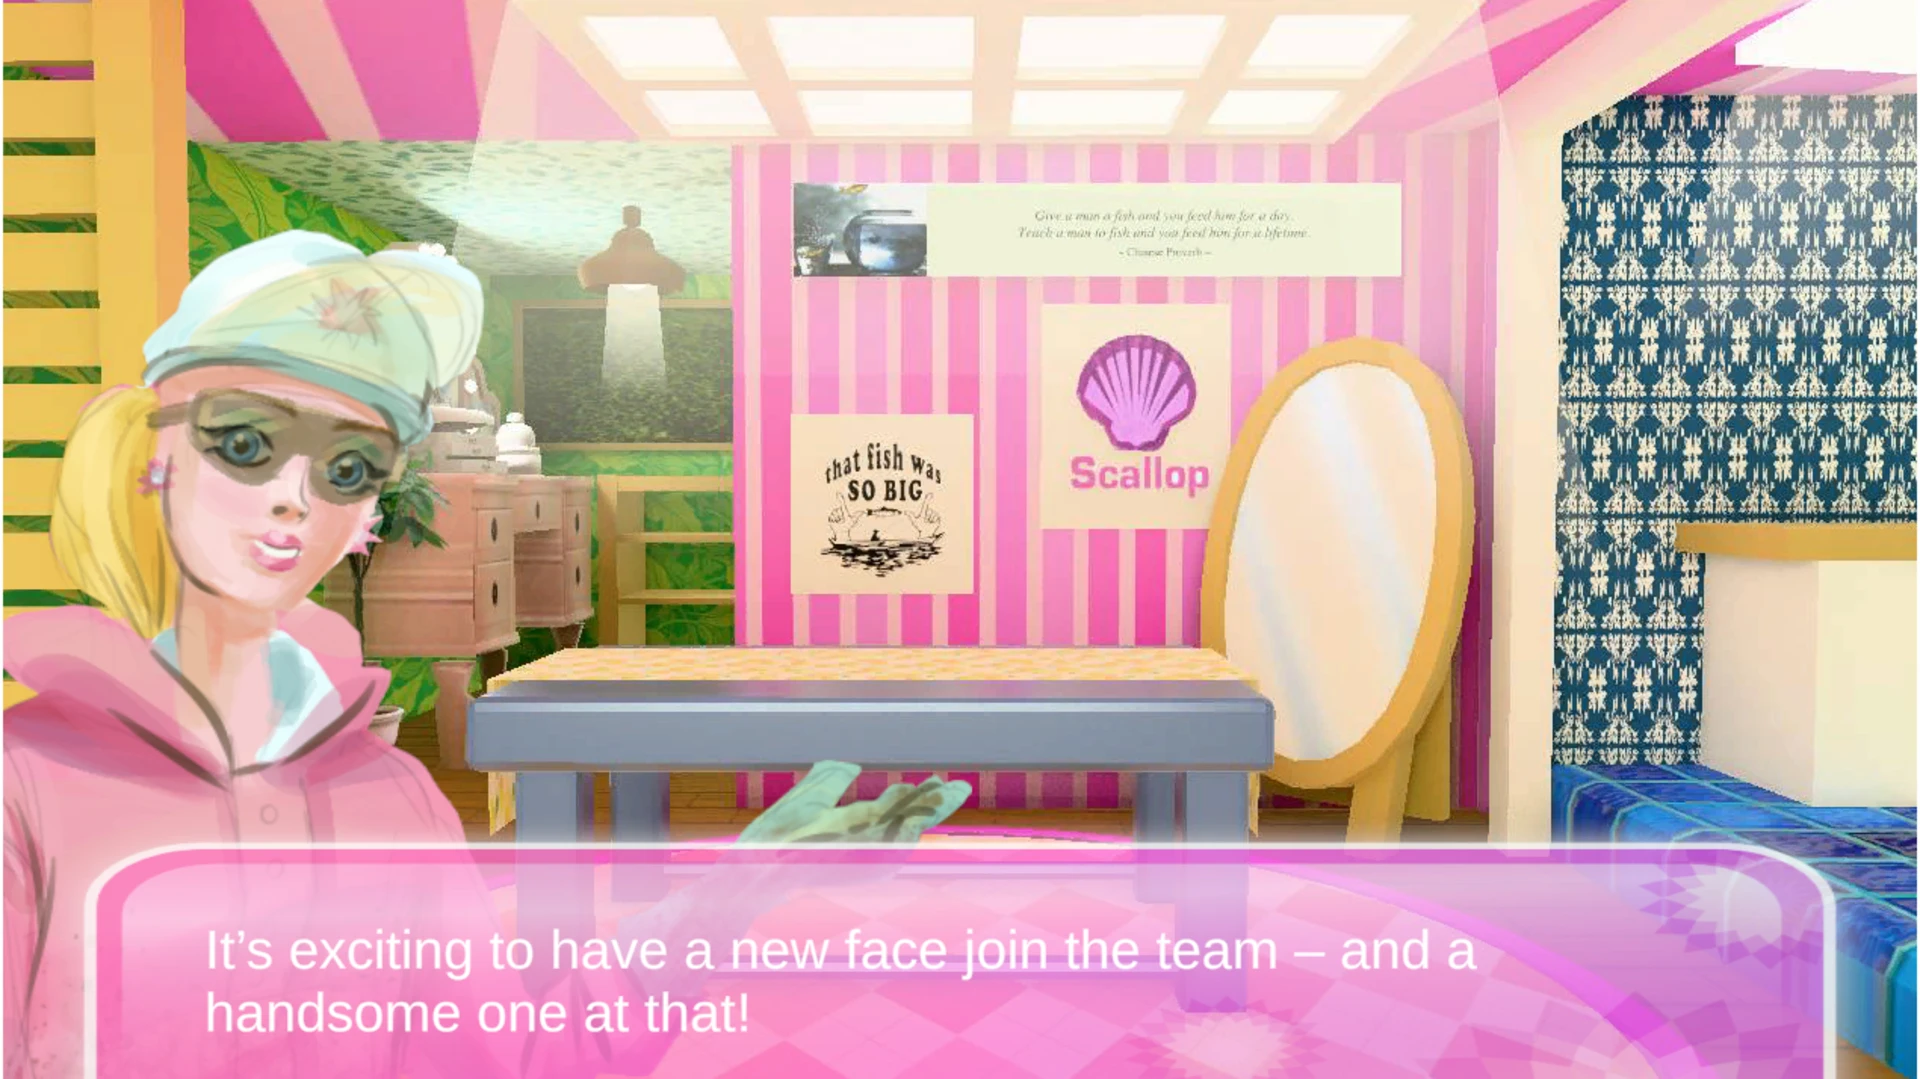 Give a man a fish and you feed him for a day.
Teach a man to fish and you feed him for a lifetime.
~ Chinese Proverb ~
that fish was
SO BIG
Scallop
It’s exciting to have a new face join the team – and a
handsome one at that!